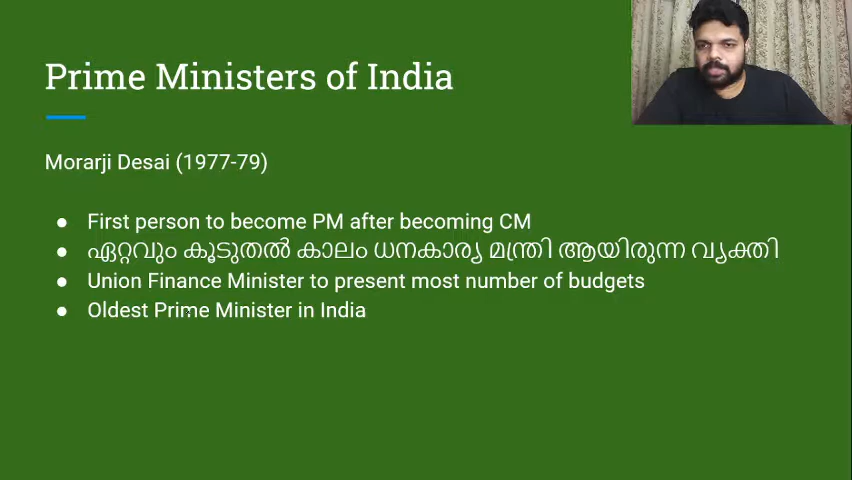 Prime Ministers of India
Morarji Desai (1977-79)
● First person to become PM after becoming CM
● ഏറ്റവും കൂടുതൽ കാലം ധനകാര്യ മന്ത്രി ആയിരുന്ന വ്യക്തി
● Union Finance Minister to present most number of budgets
● Oldest Prime Minister in India